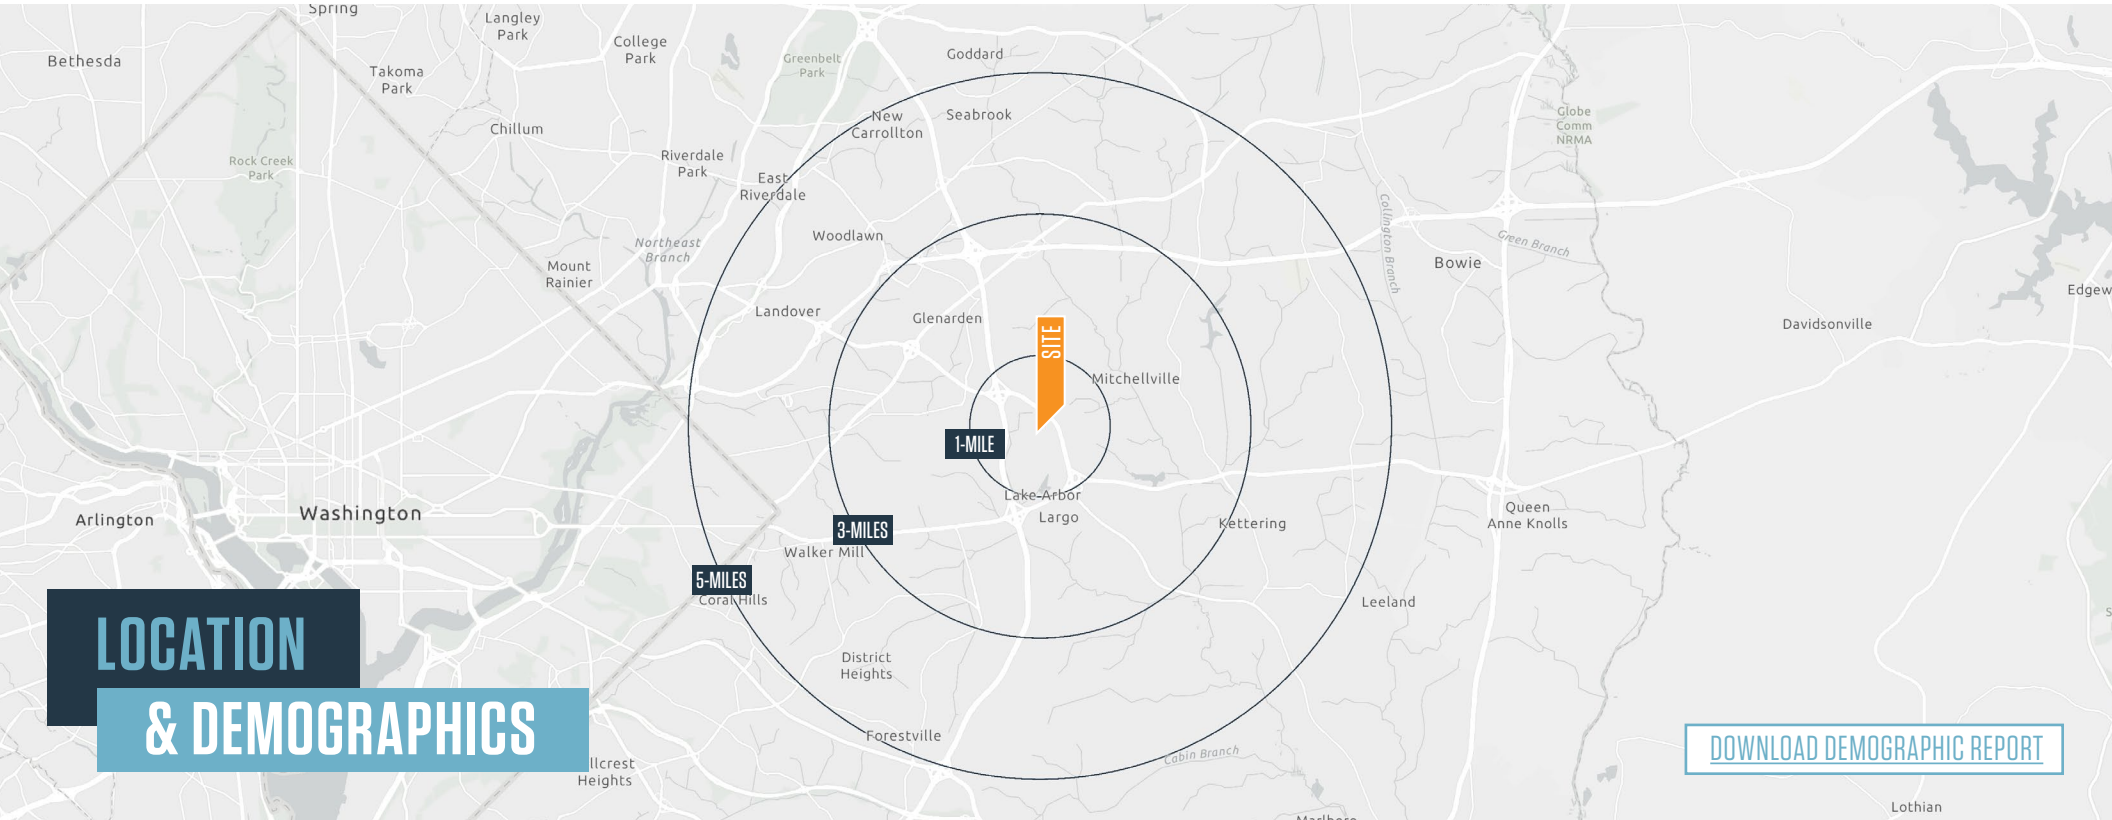 Spring
Langley
Park
College
Park
Goddard
Bethesda
Takoma
Park
Greenbelt
Park
New
Carrollton
Seabrook
Globe
Comm
NRMA
Chillum
Rock Creek
Park
Riverdale
Park
East
Riverdale
Collington Branch
Northeast
Branch
Woodlawn
Green Branch
Bowie
Mount
Rainier
Edgew
Landover
Glenarden
Davidsonville
SITE
Mitchellville
1-MILE
Lake Arbor
Largo
Kettering
Queen
Anne Knolls
Arlington
Washington
3-MILES
Walker Mill
5-MILES
Coral Hills
Leeland
LOCATION
& DEMOGRAPHICS
District
Heights
Forestville
Cabin Branch
llcrest
Heights
DOWNLOAD DEMOGRAPHIC REPORT
Lothian